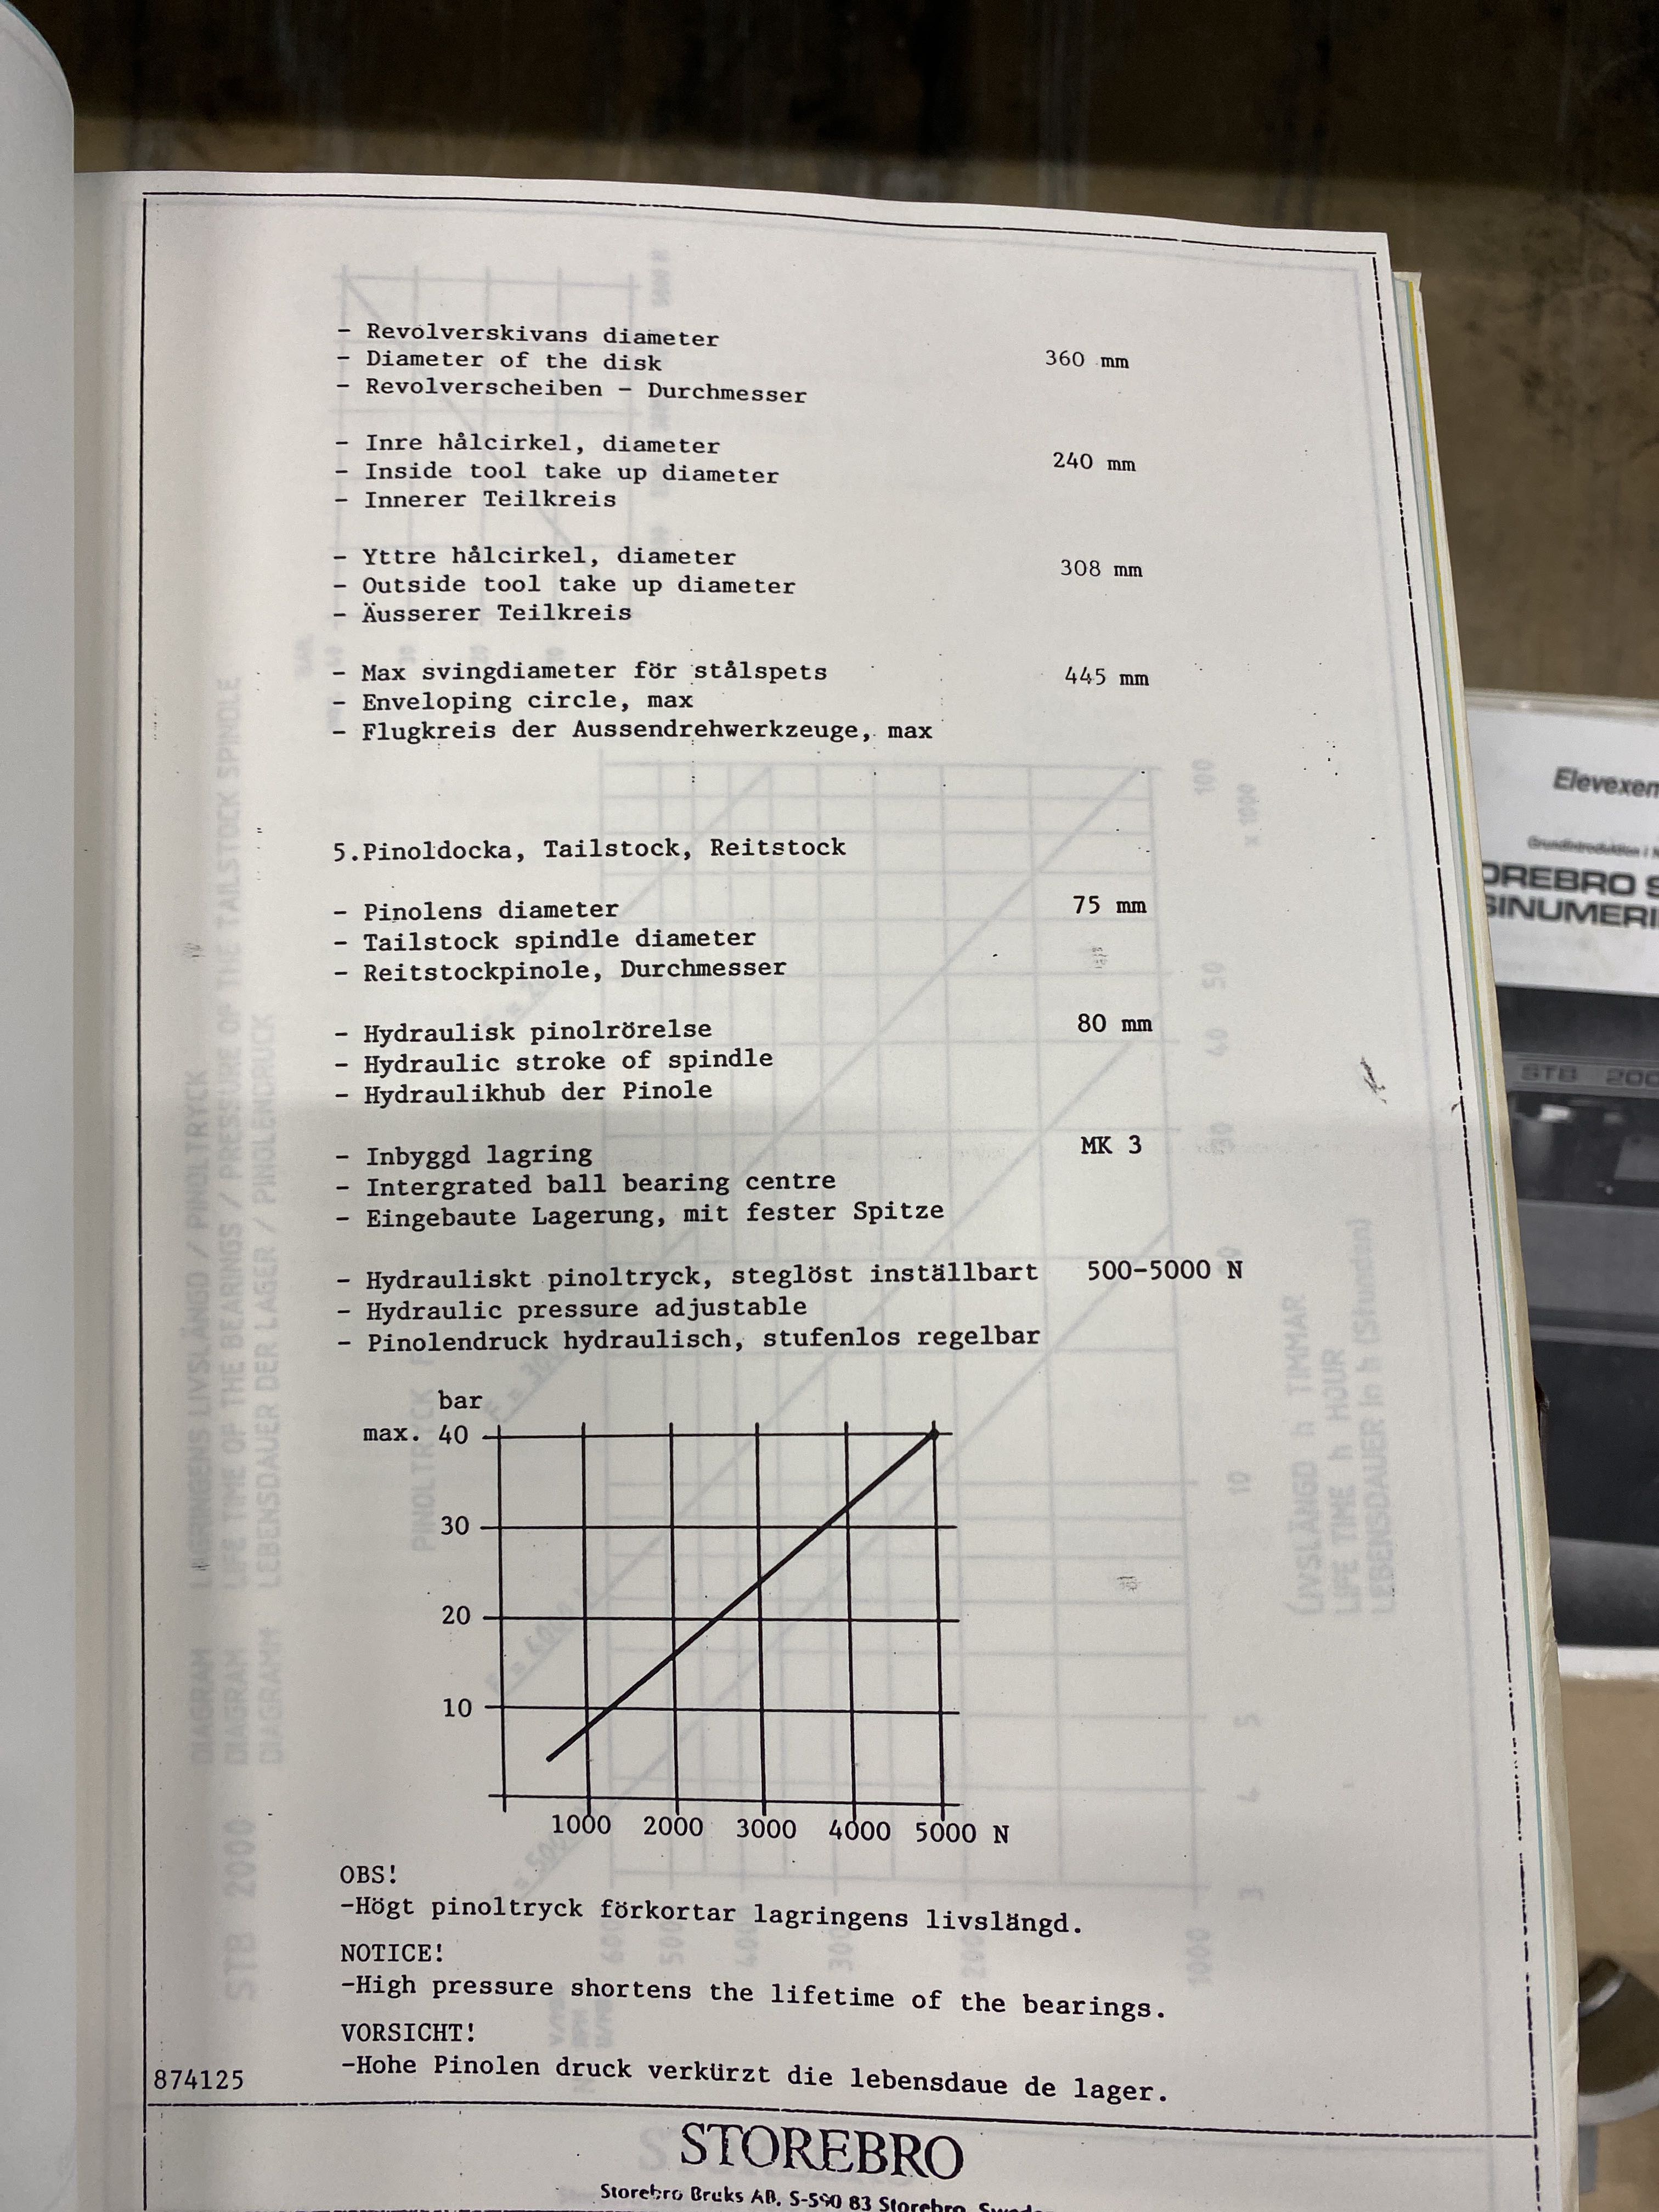 - Revolverskivans diameter
- Diameter of the disk 360 mm
- Revolverscheiben - Durchmesser
- Inre hålcirkel, diameter
- Inside tool take up diameter 240 mm
- Innerer Teilkreis
- Yttre hålcirkel, diameter
- Outside tool take up diameter 308 mm
- Äusserer Teilkreis
- Max svingdiameter för stålspets 445 mm
- Enveloping circle, max
- Flugkreis der Aussendrehwerkzeuge, max
5.Pinoldocka, Tailstock, Reitstock
- Pinolens diameter 75 mm
- Tailstock spindle diameter
- Reitstockpinole, Durchmesser
- Hydraulisk pinolrörelse 80 mm
- Hydraulic stroke of spindle
- Hydraulikhub der Pinole
- Inbyggd lagring MK 3
- Intergrated ball bearing centre
- Eingebaute Lagerung, mit fester Spitze
- Hydrauliskt pinoltryck, steglöst inställbart 500-5000 N
- Hydraulic pressure adjustable
- Pinolendruck hydraulisch, stufenlos regelbar
bar
max. 40
30
20
10
1000 2000 3000 4000 5000 N
OBS!
-Högt pinoltryck förkortar lagringens livslängd.
NOTICE!
-High pressure shortens the lifetime of the bearings.
VORSICHT!
-Hohe Pinolen druck verkürzt die lebensdaue de lager.
874125
STOREBRO
Storebro Bruks AB, S-590 83 Storebro,
STB 200